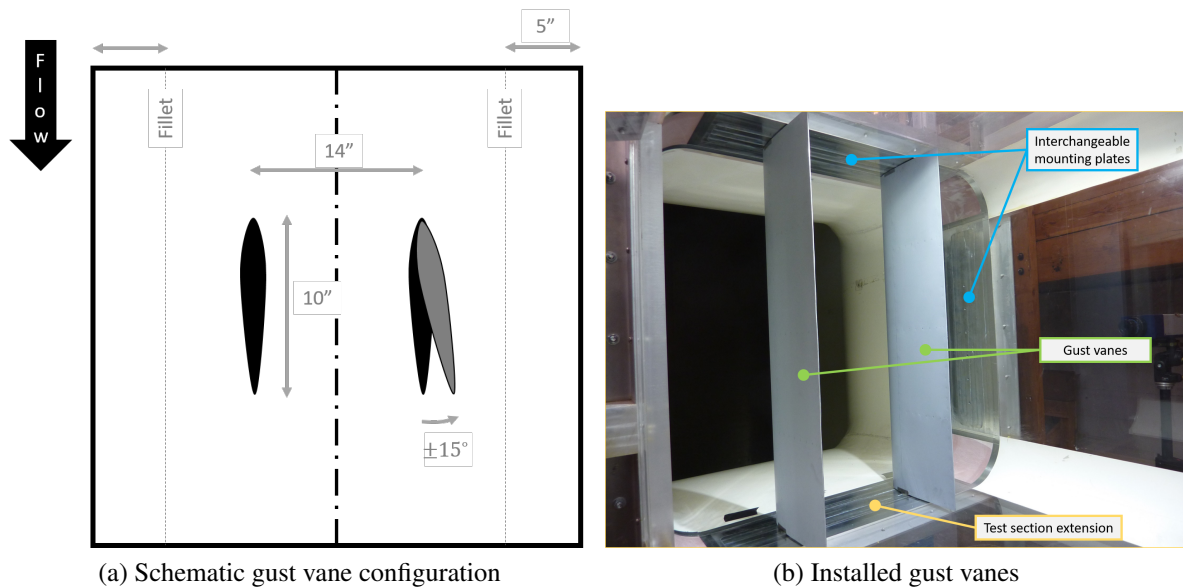 5”
Flow
Fillet
Fillet
14”
10”
±15°
Interchangeable
mounting plates
Gust vanes
Test section extension
(a) Schematic gust vane configuration
(b) Installed gust vanes